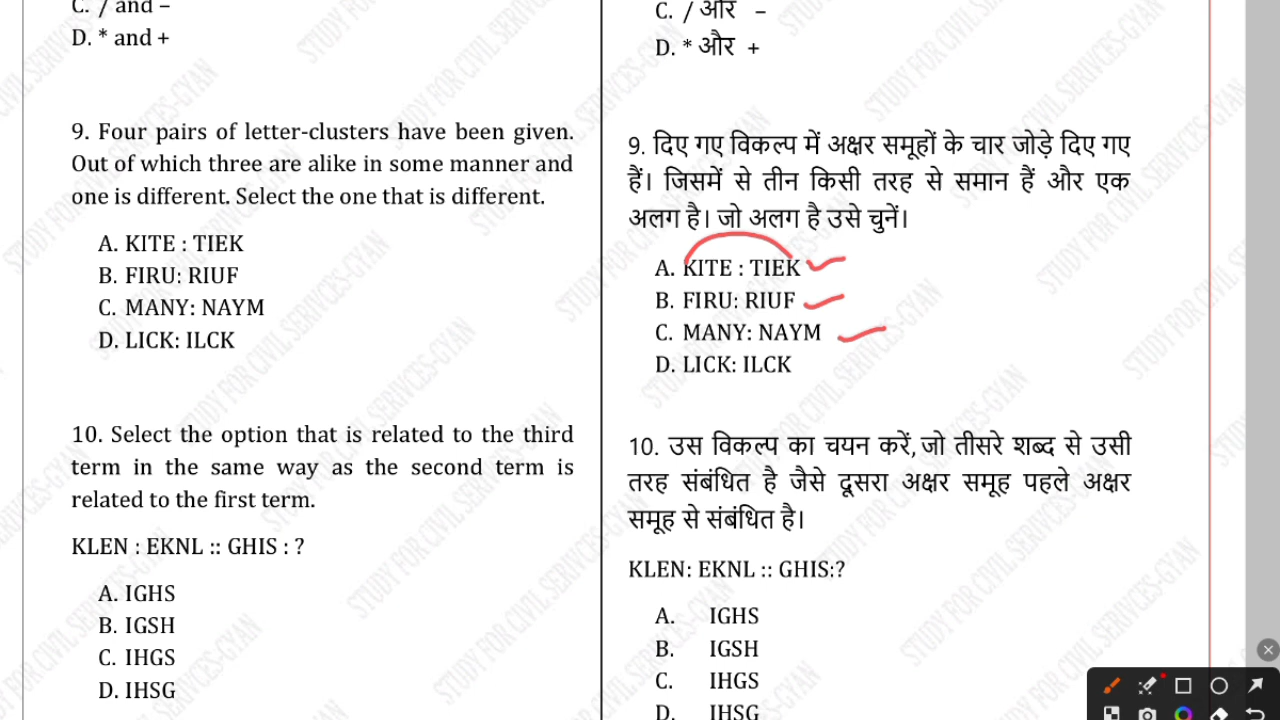 C. / and –
D. * and +
9. Four pairs of letter-clusters have been given.
Out of which three are alike in some manner and
one is different. Select the one that is different.
A. KITE : TIEK
B. FIRU: RIUF
C. MANY: NAYM
D. LICK: ILCK
10. Select the option that is related to the third
term in the same way as the second term is
related to the first term.
KLEN : EKNL :: GHIS : ?
A. IGHS
B. IGSH
C. IHGS
D. IHSG
C. / और –
D. * और +
9. दिए गए विकल्प में अक्षर समूहों के चार जोड़े दिए गए
हैं। जिसमें से तीन किसी तरह से समान हैं और एक
अलग है। जो अलग है उसे चुनें।
A. KITE : TIEK
B. FIRU: RIUF
C. MANY: NAYM
D. LICK: ILCK
10. उस विकल्प का चयन करें, जो तीसरे शब्द से उसी
तरह संबंधित है जैसे दूसरा अक्षर समूह पहले अक्षर
समूह से संबंधित है।
KLEN: EKNL :: GHIS:?
A. IGHS
B. IGSH
C. IHGS
D. IHSG
STUDY FOR CIVIL SERIVCES-GYAN